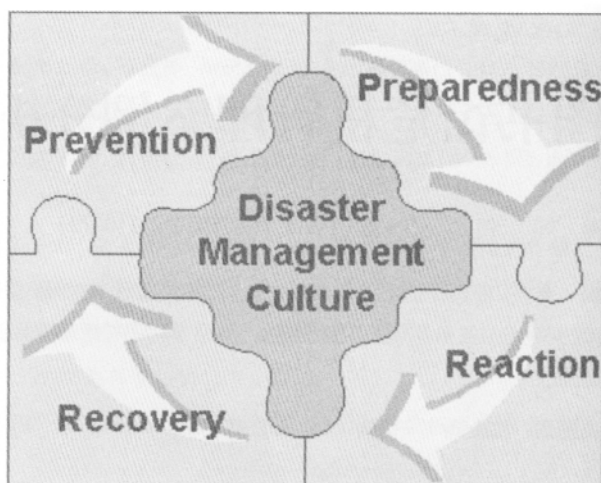 Prevention
Preparedness
Disaster
Management
Culture
Reaction
Recovery